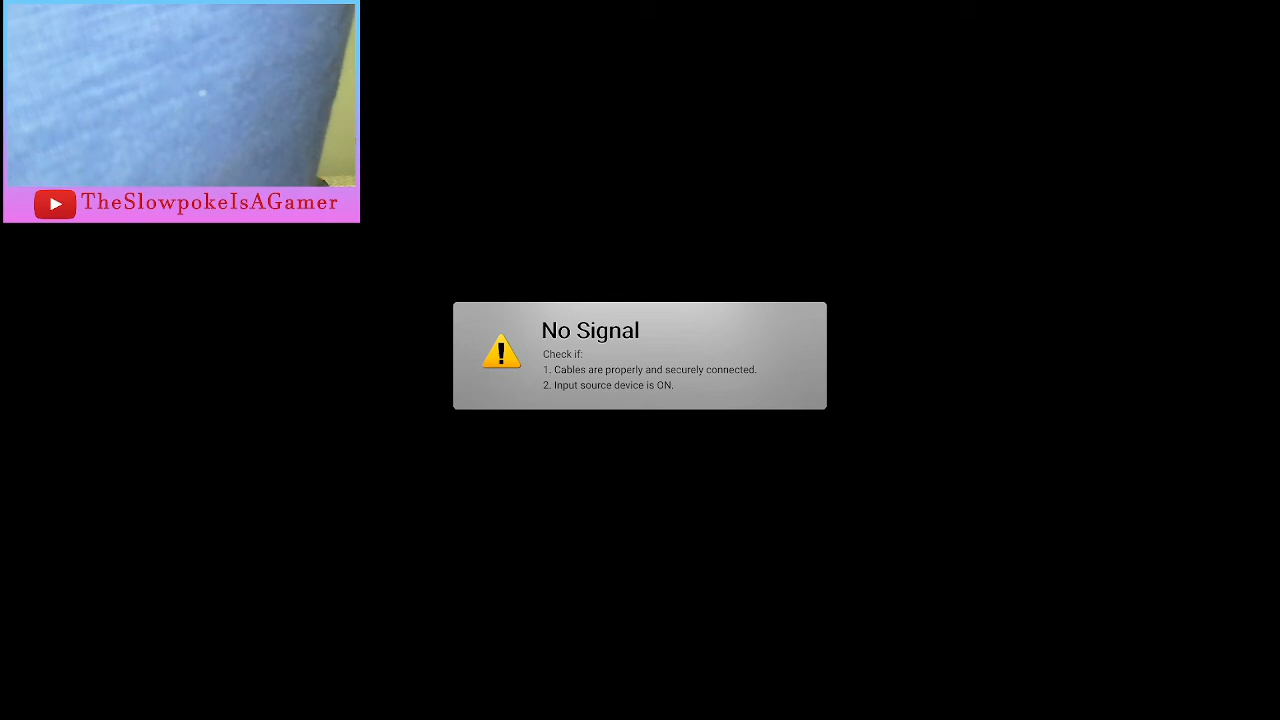 TheSlowpokeIsAGamer
No Signal
Check if:
1. Cables are properly and securely connected.
2. Input source device is ON.